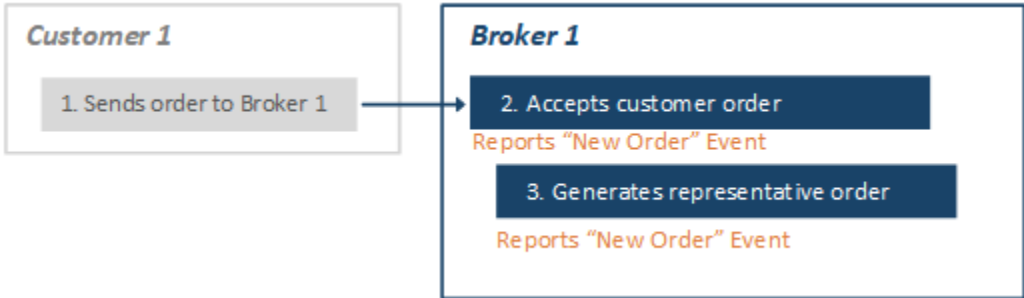 Customer 1
1. Sends order to Broker 1
Broker 1
2. Accepts customer order
Reports “New Order” Event
3. Generates representative order
Reports “New Order” Event